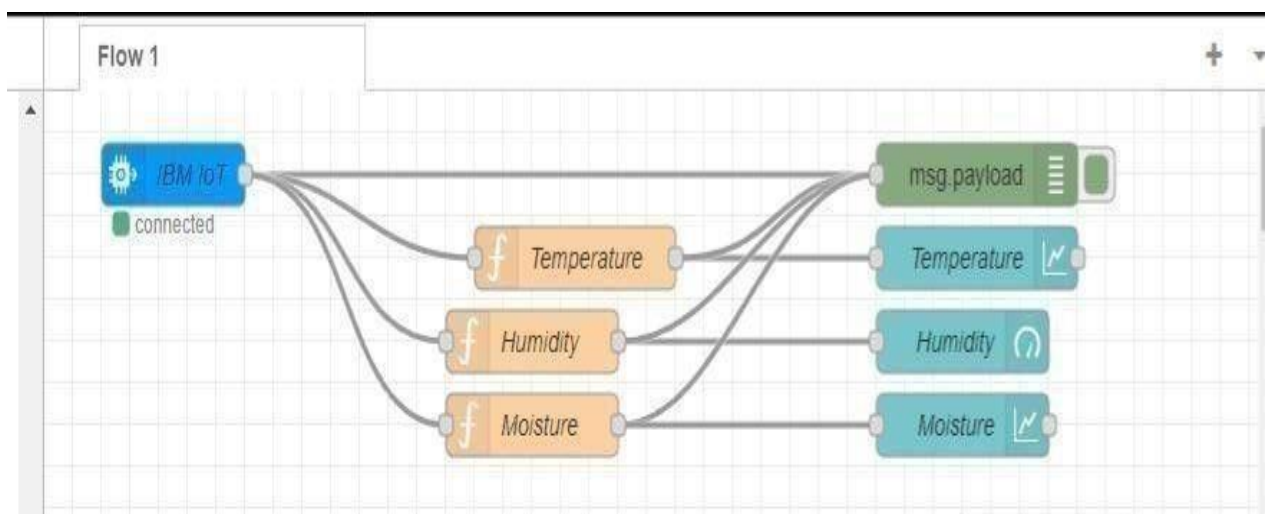 Flow 1
IBM IoT
connected
msg.payload
Temperature
Temperature
Humidity
Humidity
Moisture
Moisture